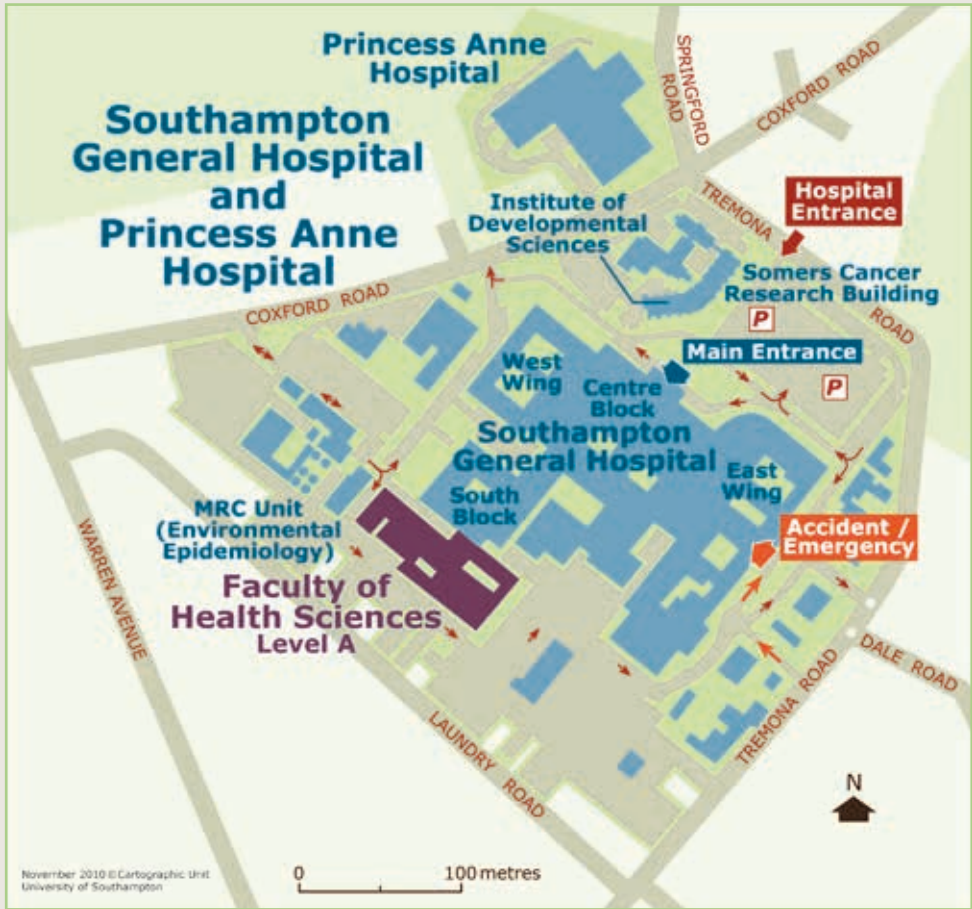 Princess Anne
Hospital
SPRINGFORD
ROAD
COXFORD ROAD
Southampton
General Hospital
and
Princess Anne
Hospital
TREMONA
ROAD
Hospital
Entrance
Institute of
Developmental
Sciences
Somers Cancer
Research Building
P
COXFORD ROAD
Main Entrance
P
West
Wing
Centre
Block
Southampton
General Hospital
East
Wing
South
Block
MRC Unit
(Environmental
Epidemiology)
Accident /
Emergency
Faculty of
Health Sciences
Level A
WARREN AVENUE
DALE ROAD
TREMONA ROAD
LAUNDRY ROAD
N
November 2010 © Cartographic Unit
University of Southampton
0 100 metres